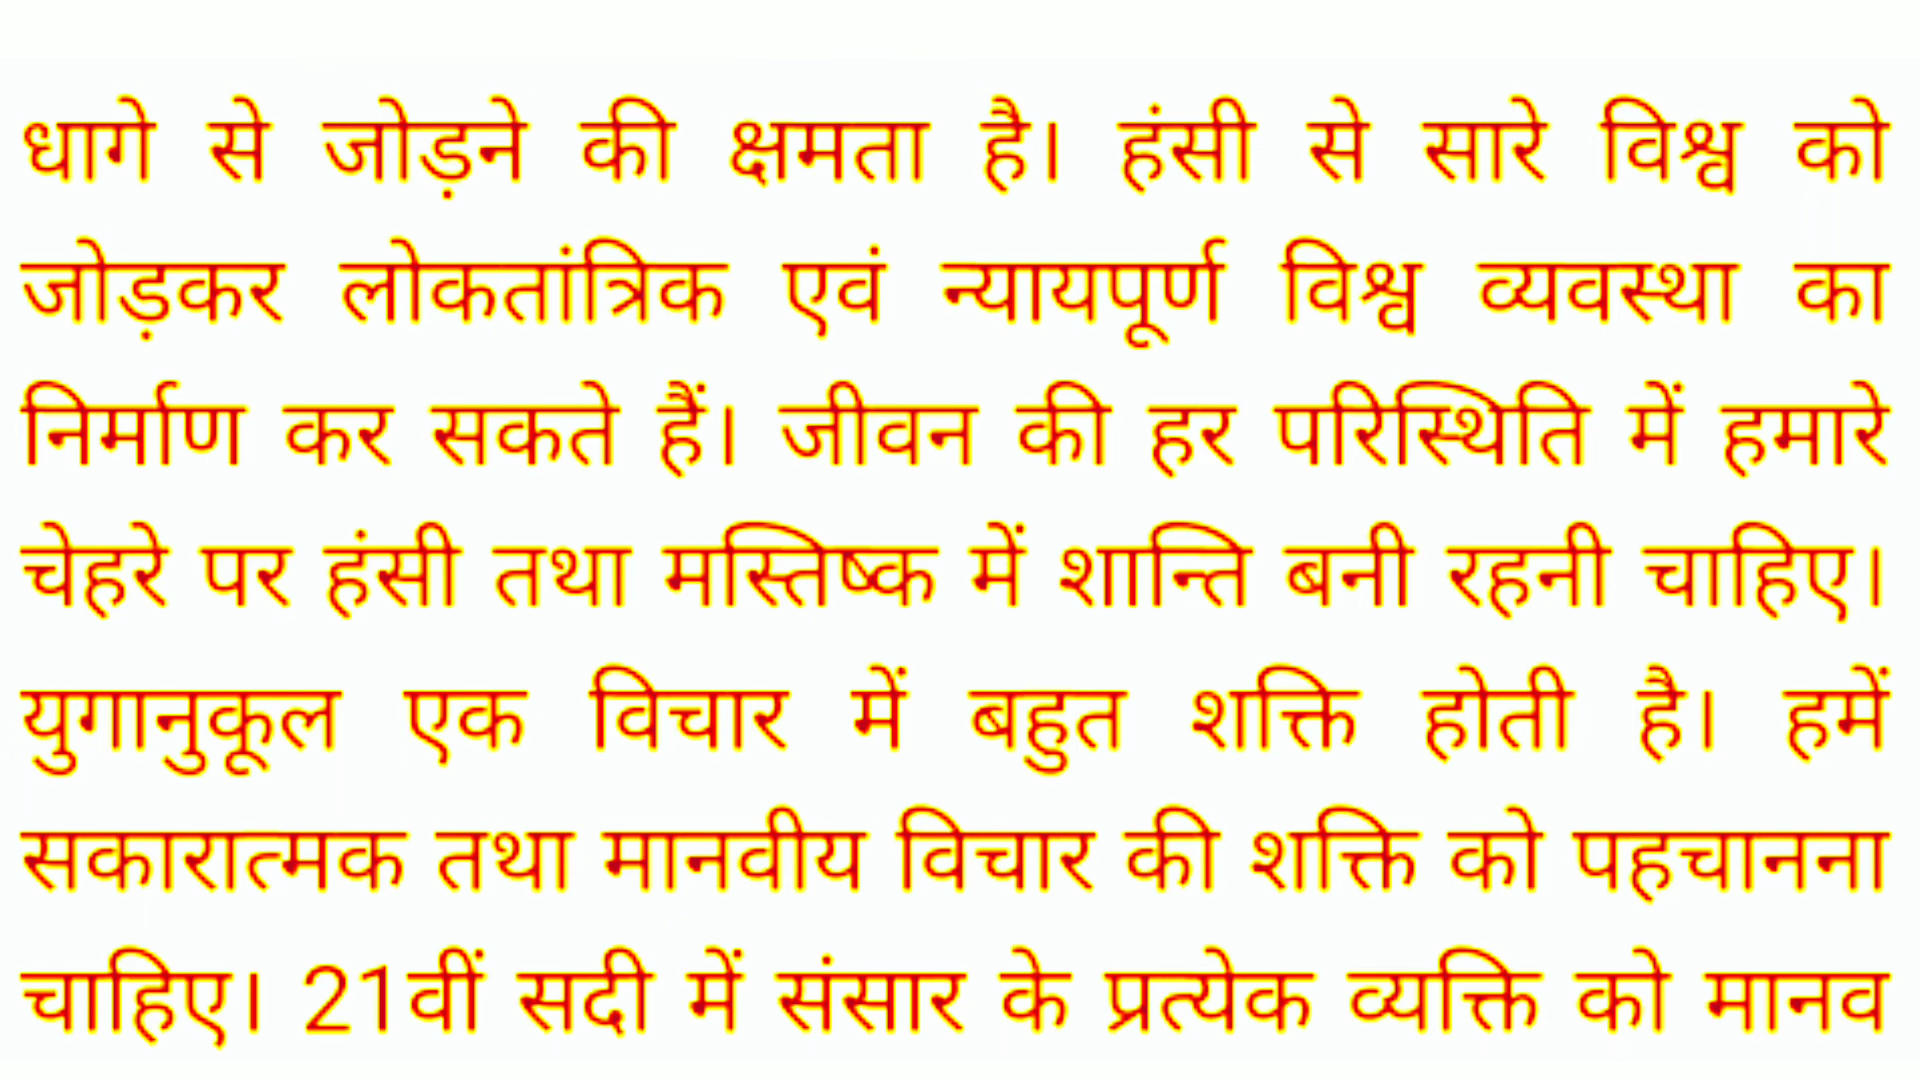 धागे से जोड़ने की क्षमता है। हंसी से सारे विश्व को
जोड़कर लोकतांत्रिक एवं न्यायपूर्ण विश्व व्यवस्था का
निर्माण कर सकते हैं। जीवन की हर परिस्थिति में हमारे
चेहरे पर हंसी तथा मस्तिष्क में शान्ति बनी रहनी चाहिए।
युगानुकूल एक विचार में बहुत शक्ति होती है। हमें
सकारात्मक तथा मानवीय विचार की शक्ति को पहचानना
चाहिए। 21वीं सदी में संसार के प्रत्येक व्यक्ति को मानव